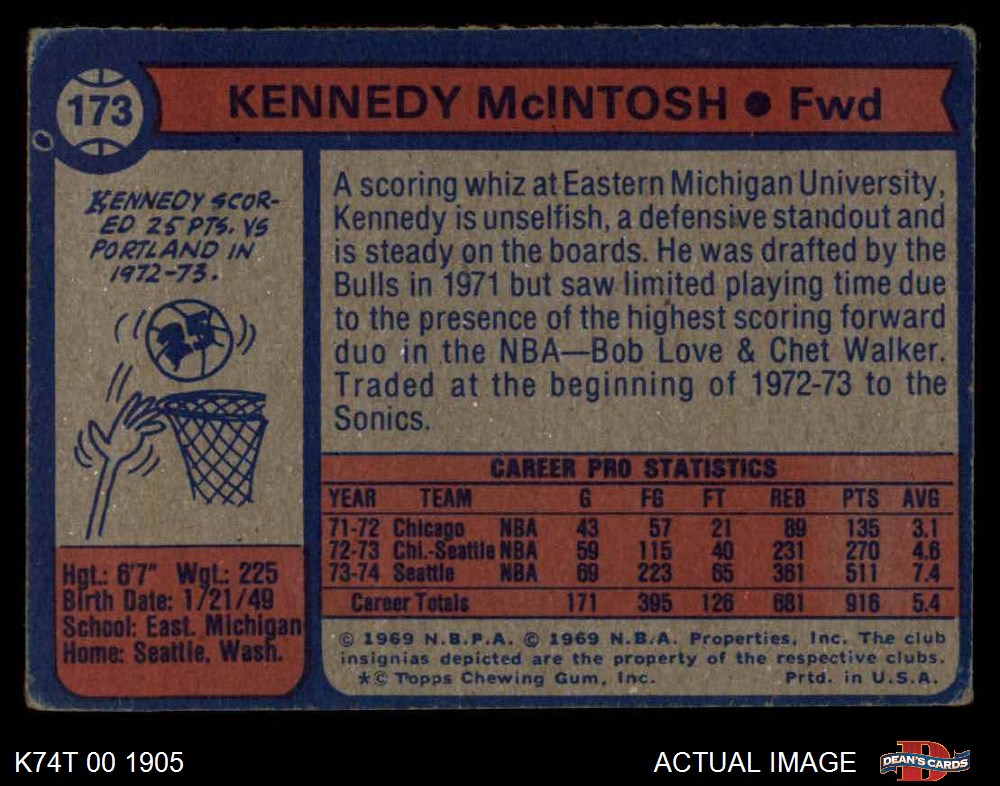 173
KENNEDY McINTOSH ● Fwd
KENNEDY SCOR-
ED 25 PTS. VS
PORTLAND IN
1972-73.
25
A scoring whiz at Eastern Michigan University,
Kennedy is unselfish, a defensive standout and
is steady on the boards. He was drafted by the
Bulls in 1971 but saw limited playing time due
to the presence of the highest scoring forward
duo in the NBA—Bob Love & Chet Walker.
Traded at the beginning of 1972-73 to the
Sonics.
CAREER PRO STATISTICS
YEAR TEAM G FG FT REB PTS AVG
71-72 Chicago NBA 43 57 21 89 135 3.1
72-73 Chi.-Seattle NBA 59 115 40 231 270 4.6
73-74 Seattle NBA 69 223 65 361 511 7.4
Career Totals 171 395 126 681 916 5.4
Hgt.: 6'7" Wgt.: 225
Birth Date: 1/21/49
School: East. Michigan
Home: Seattle, Wash.
© 1969 N.B.P.A. © 1969 N.B.A. Properties, Inc. The club
insignias depicted are the property of the respective clubs.
*© Topps Chewing Gum, Inc. Prtd. in U.S.A.
K74T 00 1905
ACTUAL IMAGE
D
DEAN'S CARDS